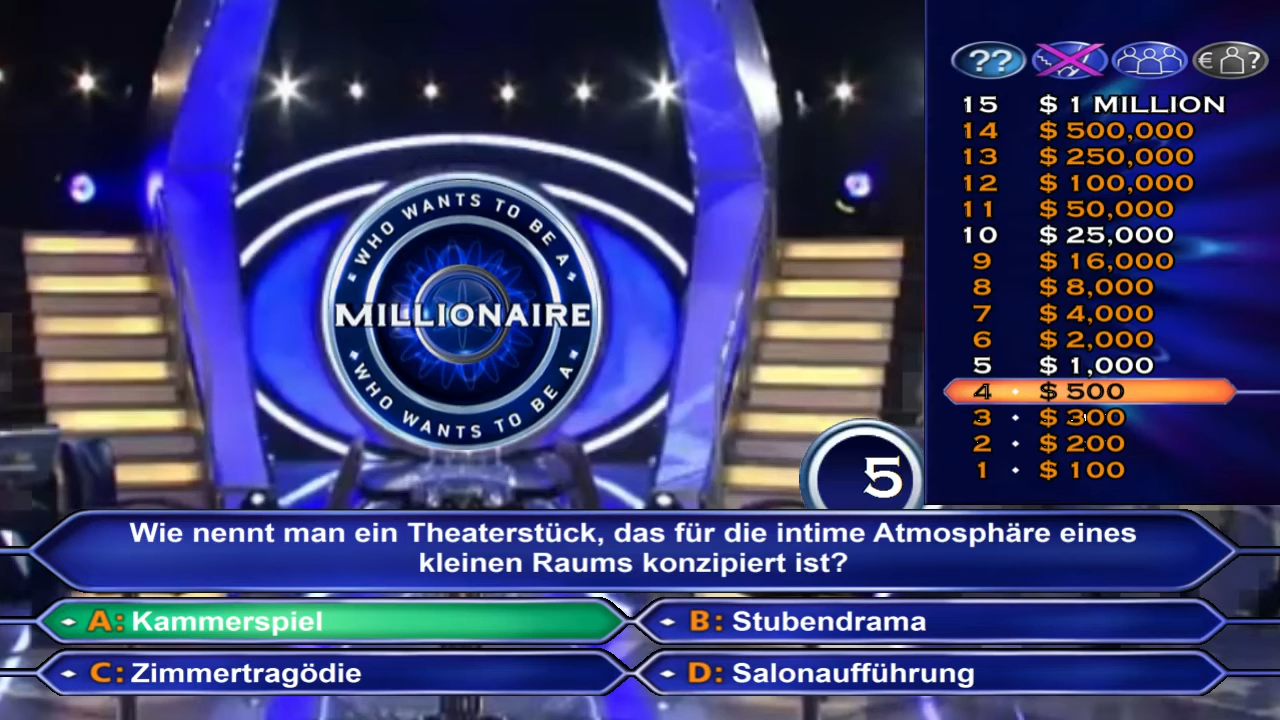 ?? € ?
15 $ 1 MILLION
14 $ 500,000
13 $ 250,000
12 $ 100,000
11 $ 50,000
10 $ 25,000
9 $ 16,000
8 $ 8,000
7 $ 4,000
6 $ 2,000
5 $ 1,000
4 $ 500
3 $ 300
2 $ 200
1 $ 100
WHO WANTS TO BE A
MILLIONAIRE
WHO WANTS TO BE A
5
Wie nennt man ein Theaterstück, das für die intime Atmosphäre eines
kleinen Raums konzipiert ist?
A: Kammerspiel
B: Stubendrama
C: Zimmertragödie
D: Salonaufführung